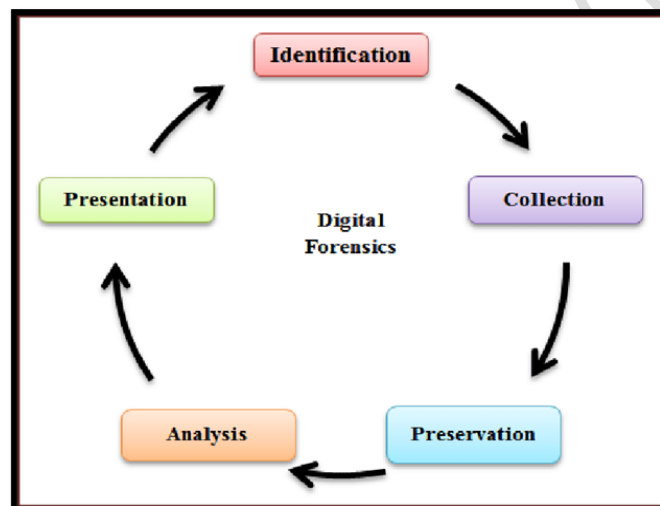 Identification
Collection
Presentation
Digital
Forensics
Analysis
Preservation